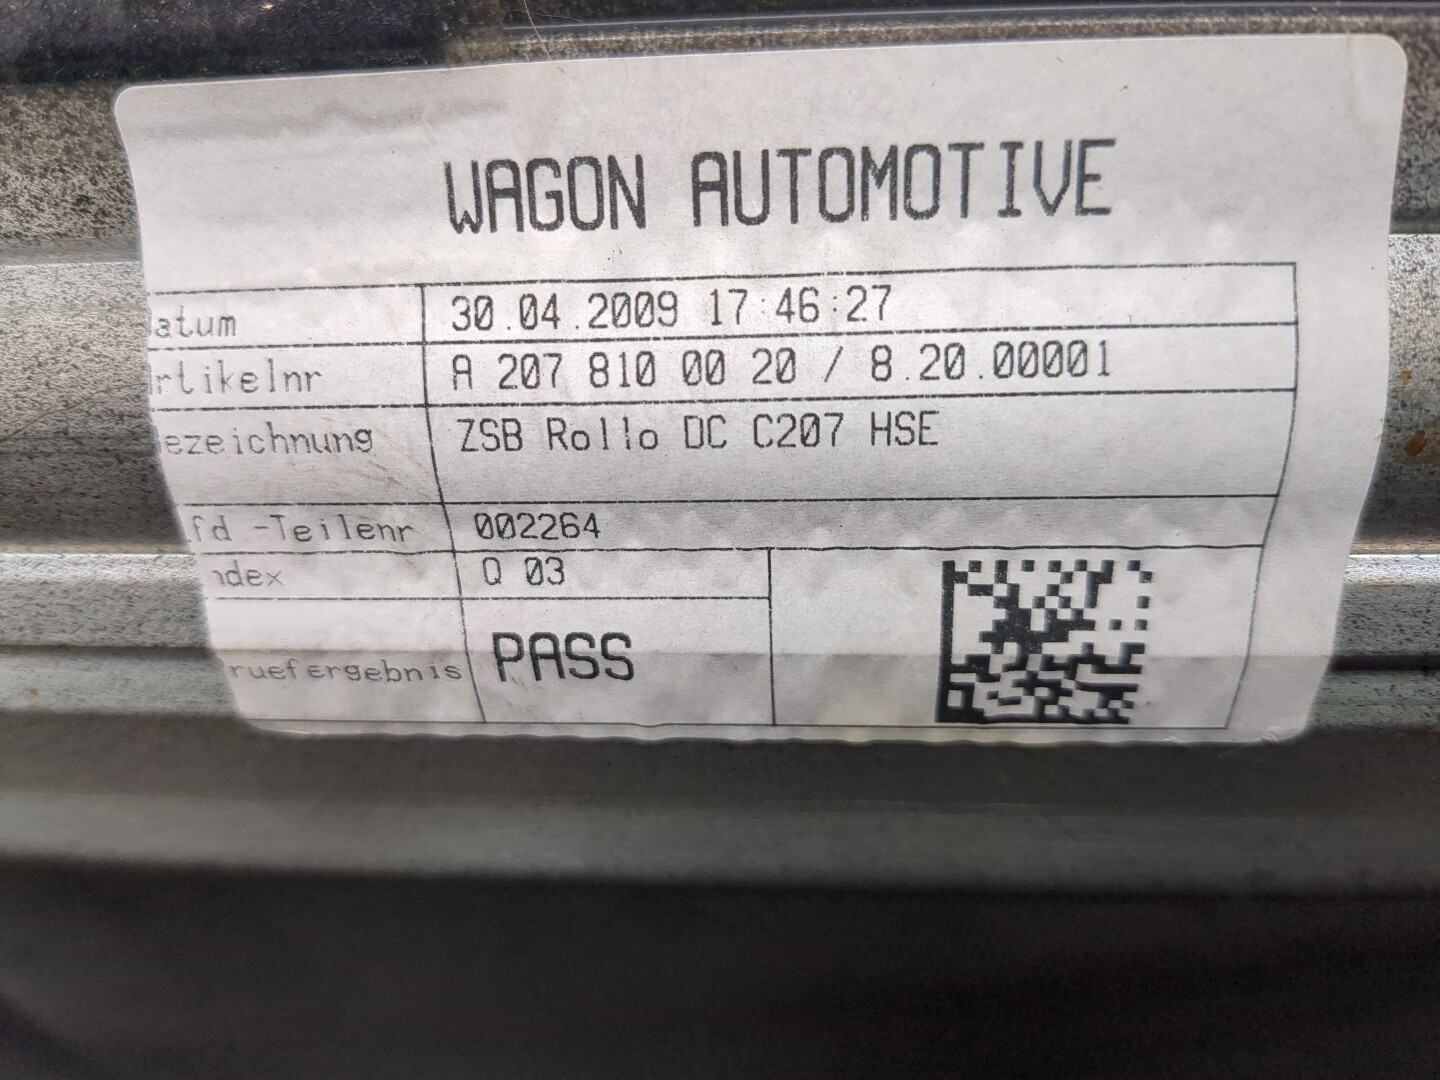 WAGON AUTOMOTIVE
atum 30.04.2009 17:46:27
rtikelnr A 207 810 00 20 / 8.20.00001
ezeichnung ZSB Rollo DC C207 HSE
fd.-Teilenr 002264
ndex Q 03
ruefergebnis PASS